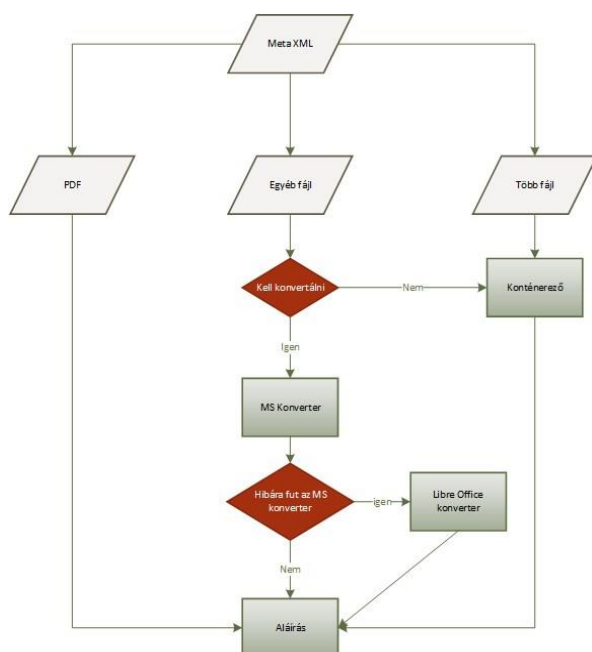 Meta XML
PDF
Egyéb fájl
Több fájl
Kell konvertálni
Nem
Konténerező
Igen
MS Konverter
Hibára fut az MS
konverter
igen
Libre Office
konverter
Nem
Aláírás